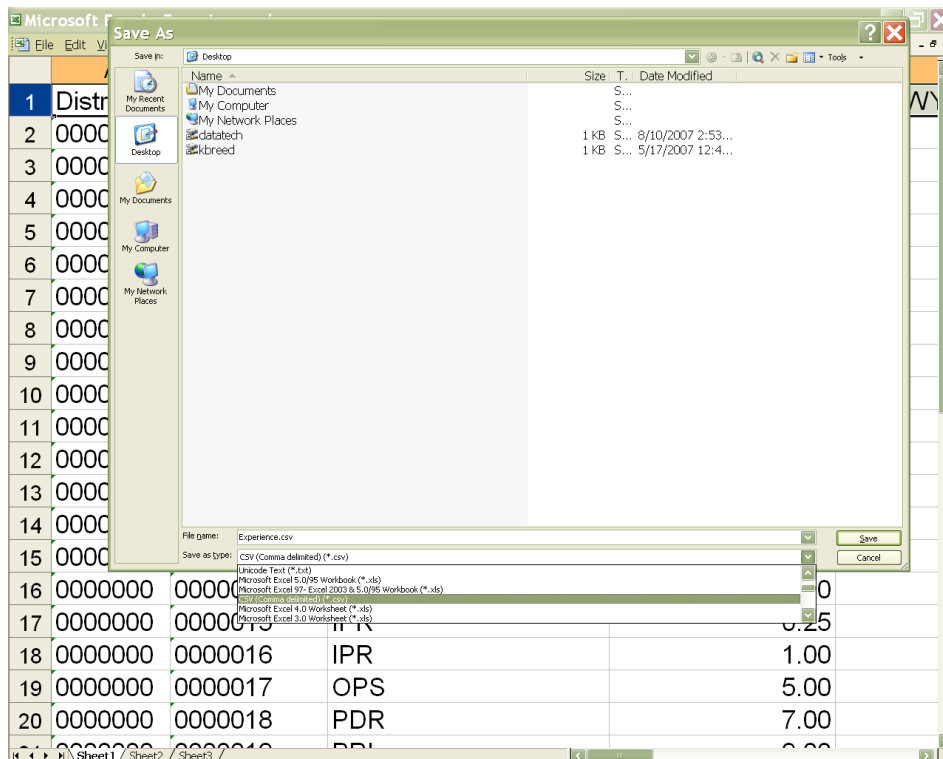 Microsoft E
File Edit Vi
Save As
Save in: Desktop Tools
Name Size T. Date Modified
My Documents S...
My Computer S...
My Network Places S...
datatech 1 KB S... 8/10/2007 2:53...
kbreed 1 KB S... 5/17/2007 12:4...
My Recent Documents
Desktop
My Documents
My Computer
My Network Places
File name: Experience.csv Save
Save as type: CSV (Comma delimited) (*.csv) Cancel
Unicode Text (*.txt)
Microsoft Excel 5.0/95 Workbook (*.xls)
Microsoft Excel 97- Excel 2003 & 5.0/95 Workbook (*.xls)
CSV (Comma delimited) (*.csv)
Microsoft Excel 4.0 Worksheet (*.xls)
Microsoft Excel 3.0 Worksheet (*.xls)
1 Distr
2 0000
3 0000
4 0000
5 0000
6 0000
7 0000
8 0000
9 0000
10 0000
11 0000
12 0000
13 0000
14 0000
15 0000
16 0000000 0000
17 0000000
18 0000000 0000016 IPR 1.00
19 0000000 0000017 OPS 5.00
20 0000000 0000018 PDR 7.00
Sheet1 / Sheet2 / Sheet3 /